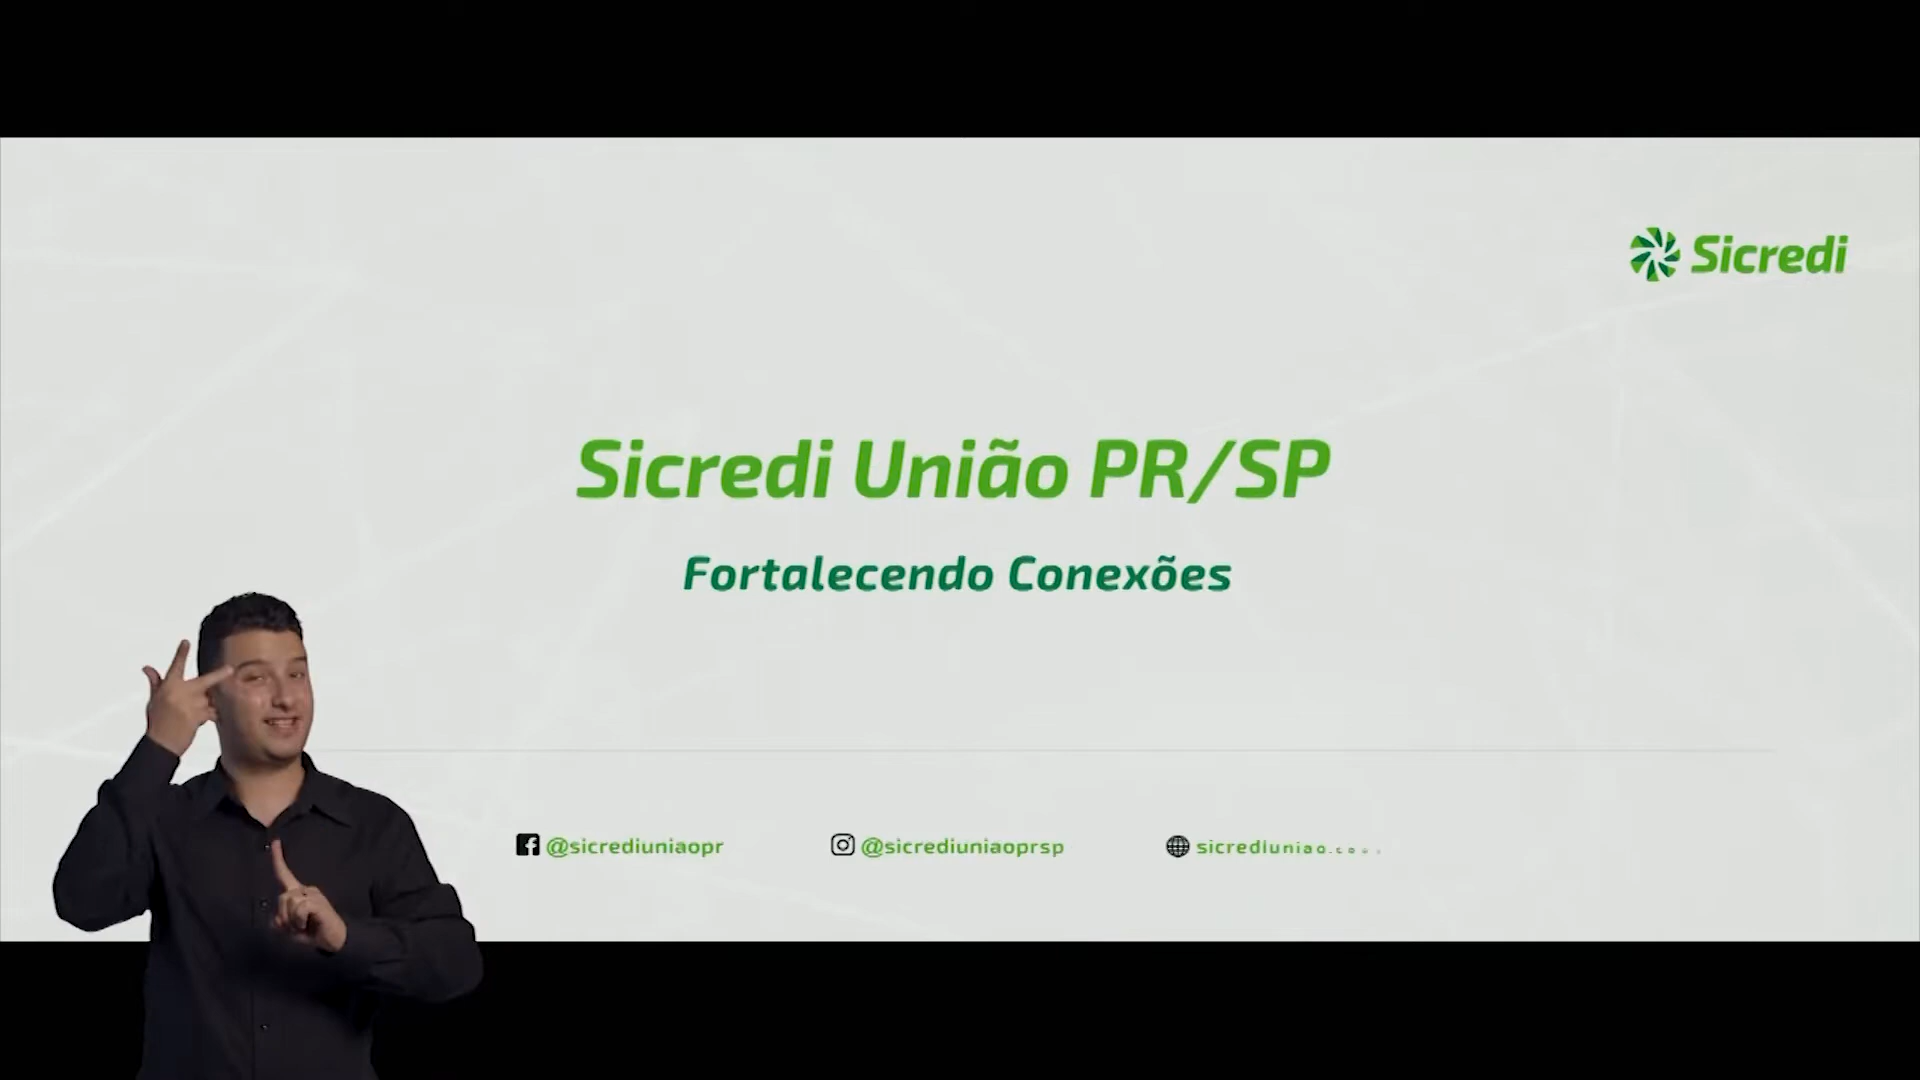 Sicredi
Sicredi União PR/SP
Fortalecendo Conexões
@sicrediuniaopr
@sicrediuniaoprsp